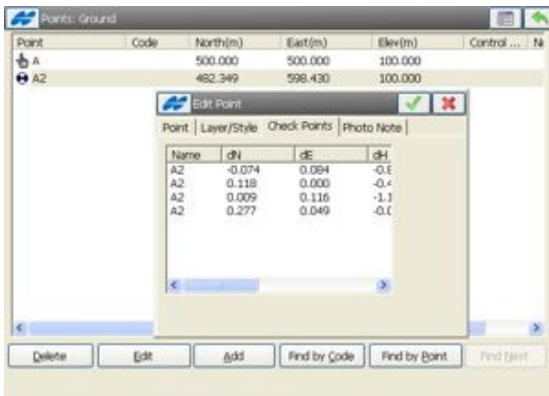 Points: Ground
Point Code North(m) East(m) Elev(m) Control ...
A 500.000 500.000 100.000
A2 482.349 598.430 100.000
Edit Point
Point Layer/Style Check Points Photo Note
Name dN dE dH
A2 -0.074 0.084
A2 0.118 0.000
A2 0.009 0.116
A2 0.277 0.049
Delete Edit Add Find by Code Find by Point Find Next